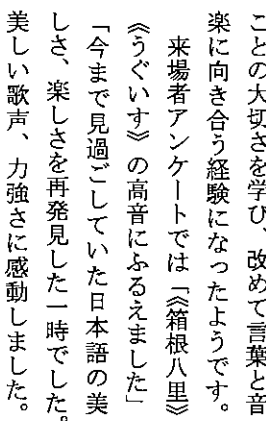 ことの大切さを学び、改めて言葉と音
楽に向き合う経験になったようです。
来場者アンケートでは「《箱根八里》
《うぐいす》の高音にふるえました」
「今まで見過ごしていた日本語の美
しさ、楽しさを再発見した一時でした。
美しい歌声、力強さに感動しました。